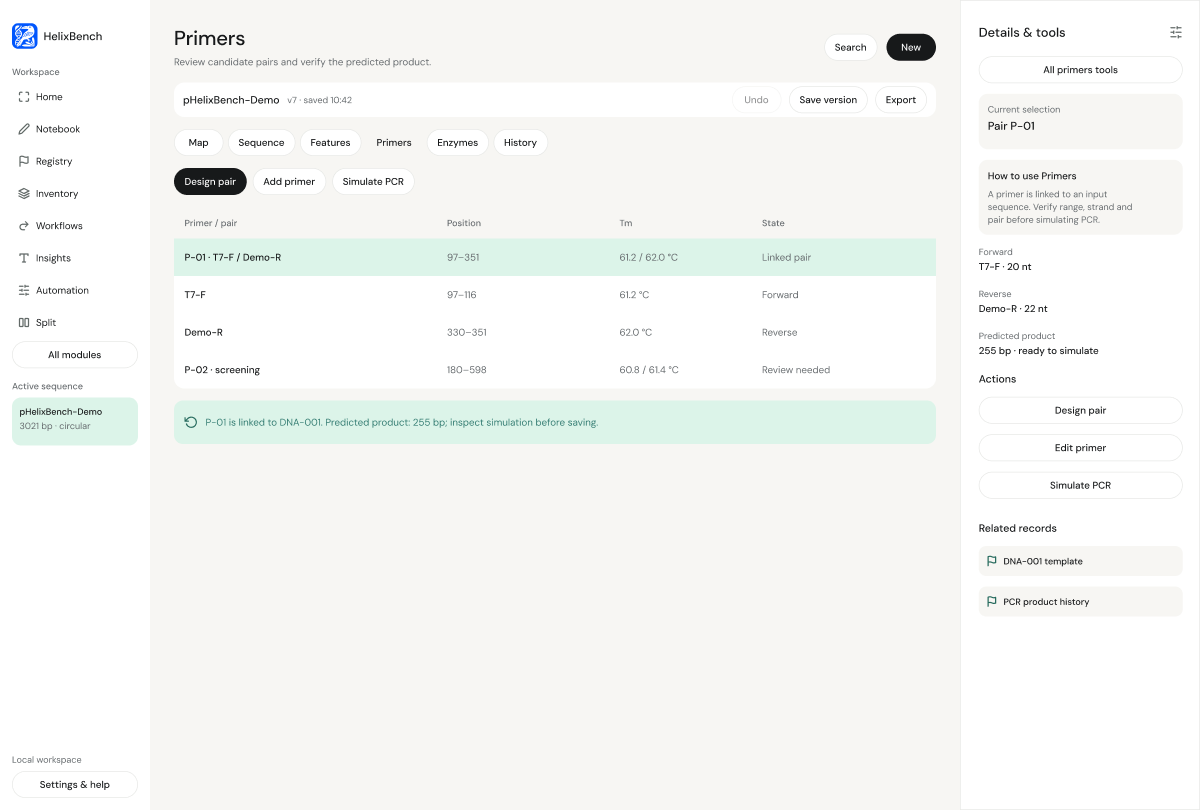 HelixBench
Workspace
Home
Notebook
Registry
Inventory
Workflows
Insights
Automation
Split
All modules
Active sequence
pHelixBench-Demo
3021 bp · circular
Local workspace
Settings & help
Primers
Review candidate pairs and verify the predicted product.
Search
New
pHelixBench-Demo v7 · saved 10:42
Undo
Save version
Export
Map
Sequence
Features
Primers
Enzymes
History
Design pair
Add primer
Simulate PCR
Primer / pair Position Tm State
P-01 · T7-F / Demo-R 97–351 61.2 / 62.0 °C Linked pair
T7-F 97–116 61.2 °C Forward
Demo-R 330–351 62.0 °C Reverse
P-02 · screening 180–598 60.8 / 61.4 °C Review needed
P-01 is linked to DNA-001. Predicted product: 255 bp; inspect simulation before saving.
Details & tools
All primers tools
Current selection
Pair P-01
How to use Primers
A primer is linked to an input
sequence. Verify range, strand and
pair before simulating PCR.
Forward
T7-F · 20 nt
Reverse
Demo-R · 22 nt
Predicted product
255 bp · ready to simulate
Actions
Design pair
Edit primer
Simulate PCR
Related records
DNA-001 template
PCR product history